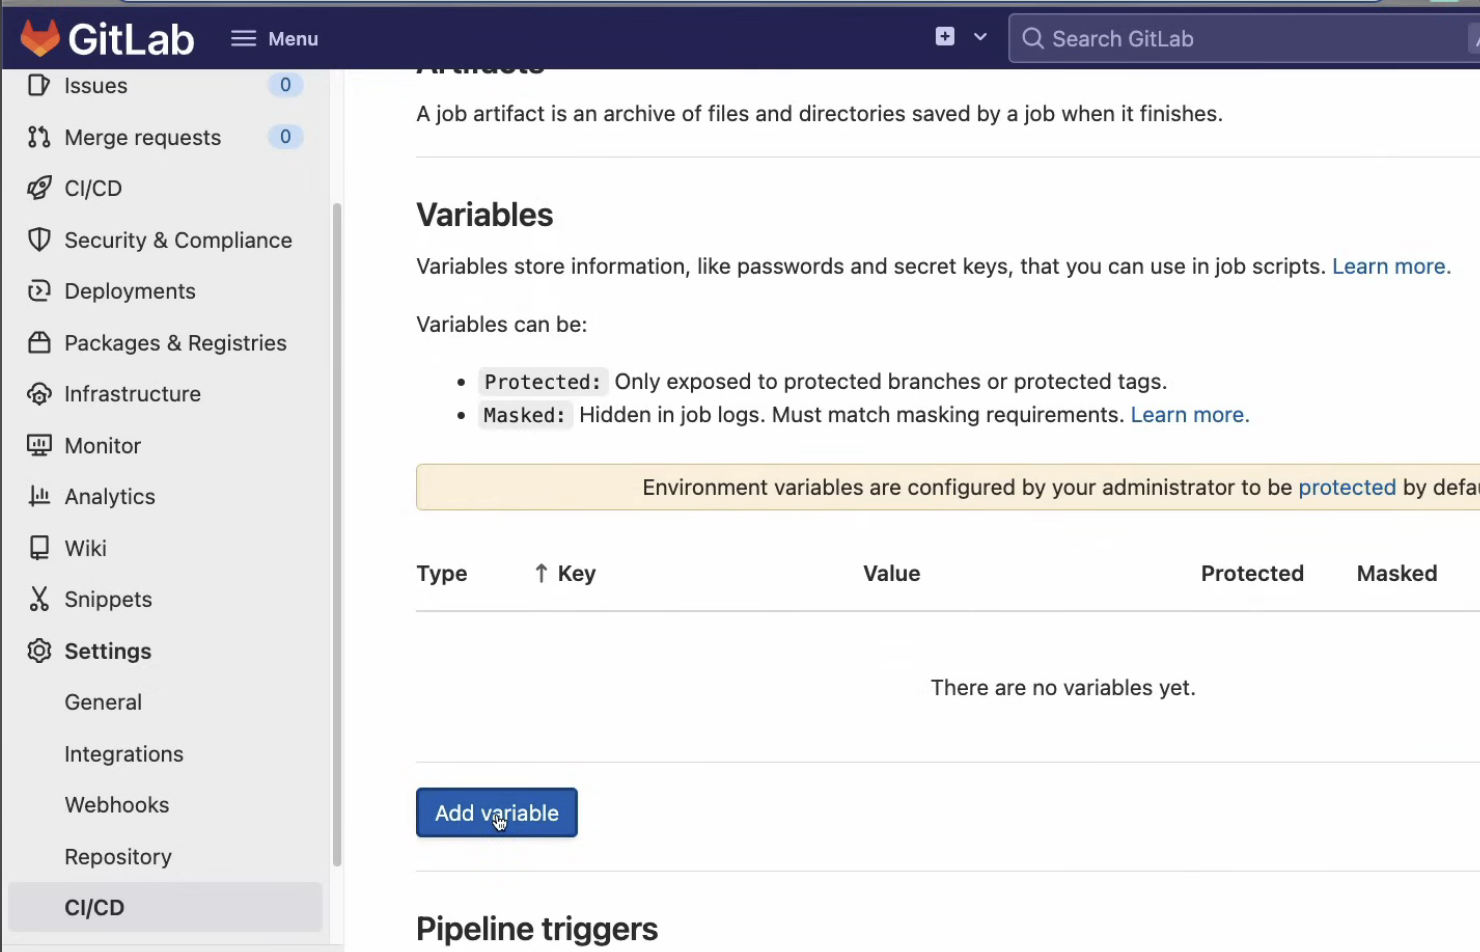 GitLab
Menu
Search GitLab
Issues 0
Merge requests 0
CI/CD
Security & Compliance
Deployments
Packages & Registries
Infrastructure
Monitor
Analytics
Wiki
Snippets
Settings
General
Integrations
Webhooks
Repository
CI/CD
Artifacts
A job artifact is an archive of files and directories saved by a job when it finishes.
Variables
Variables store information, like passwords and secret keys, that you can use in job scripts. Learn more.
Variables can be:
• Protected: Only exposed to protected branches or protected tags.
• Masked: Hidden in job logs. Must match masking requirements. Learn more.
Environment variables are configured by your administrator to be protected by
Type ↑ Key Value Protected Masked
There are no variables yet.
Add variable
Pipeline triggers